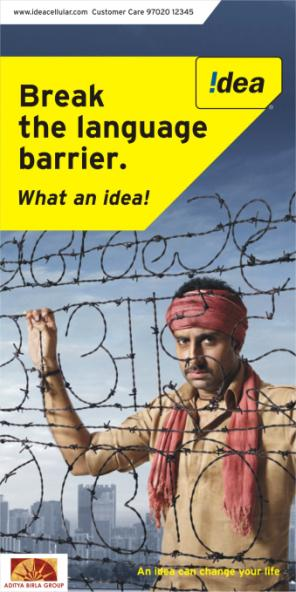 www.ideacellular.com Customer Care 97020 12345
!dea
Break
the language
barrier.
What an idea!
An idea can change your life
ADITYA BIRLA GROUP